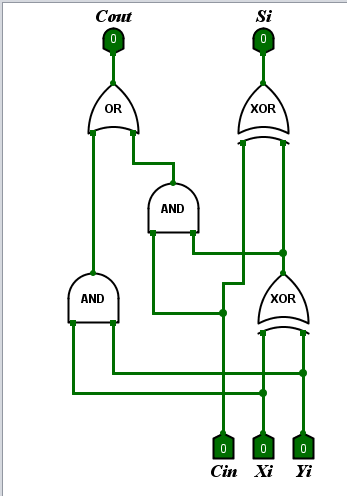 Cout Si
0 0
OR XOR
AND
AND XOR
0 0 0
Cin Xi Yi